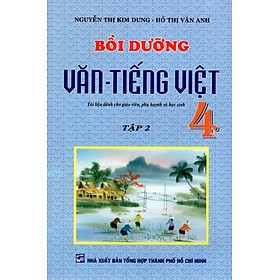 NGUYỄN THỊ KIM DUNG - HỒ THỊ VÂN ANH
BỒI DƯỠNG
VĂN-TIẾNG VIỆT
Tài liệu dành cho giáo viên, phụ huynh và học sinh
4
TẬP 2
NHÀ XUẤT BẢN TỔNG HỢP THÀNH PHỐ HỒ CHÍ MINH